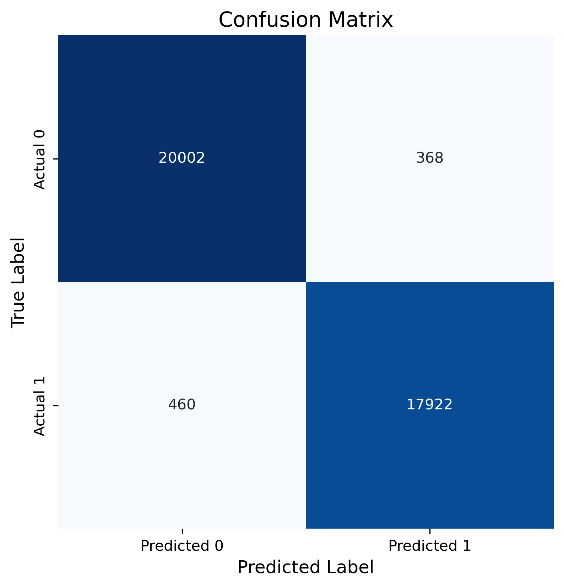 Confusion Matrix
True Label
Actual 0
20002
368
Actual 1
460
17922
Predicted 0
Predicted 1
Predicted Label